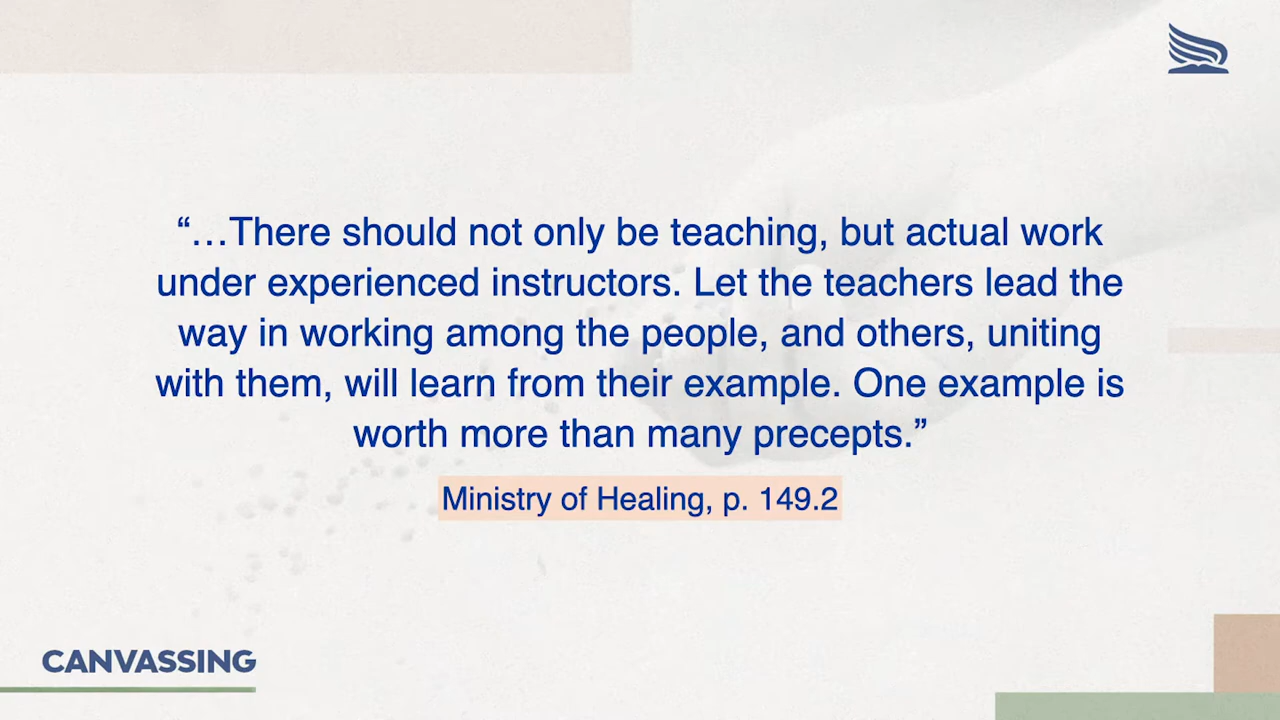 “…There should not only be teaching, but actual work
under experienced instructors. Let the teachers lead the
way in working among the people, and others, uniting
with them, will learn from their example. One example is
worth more than many precepts.”
Ministry of Healing, p. 149.2
CANVASSING